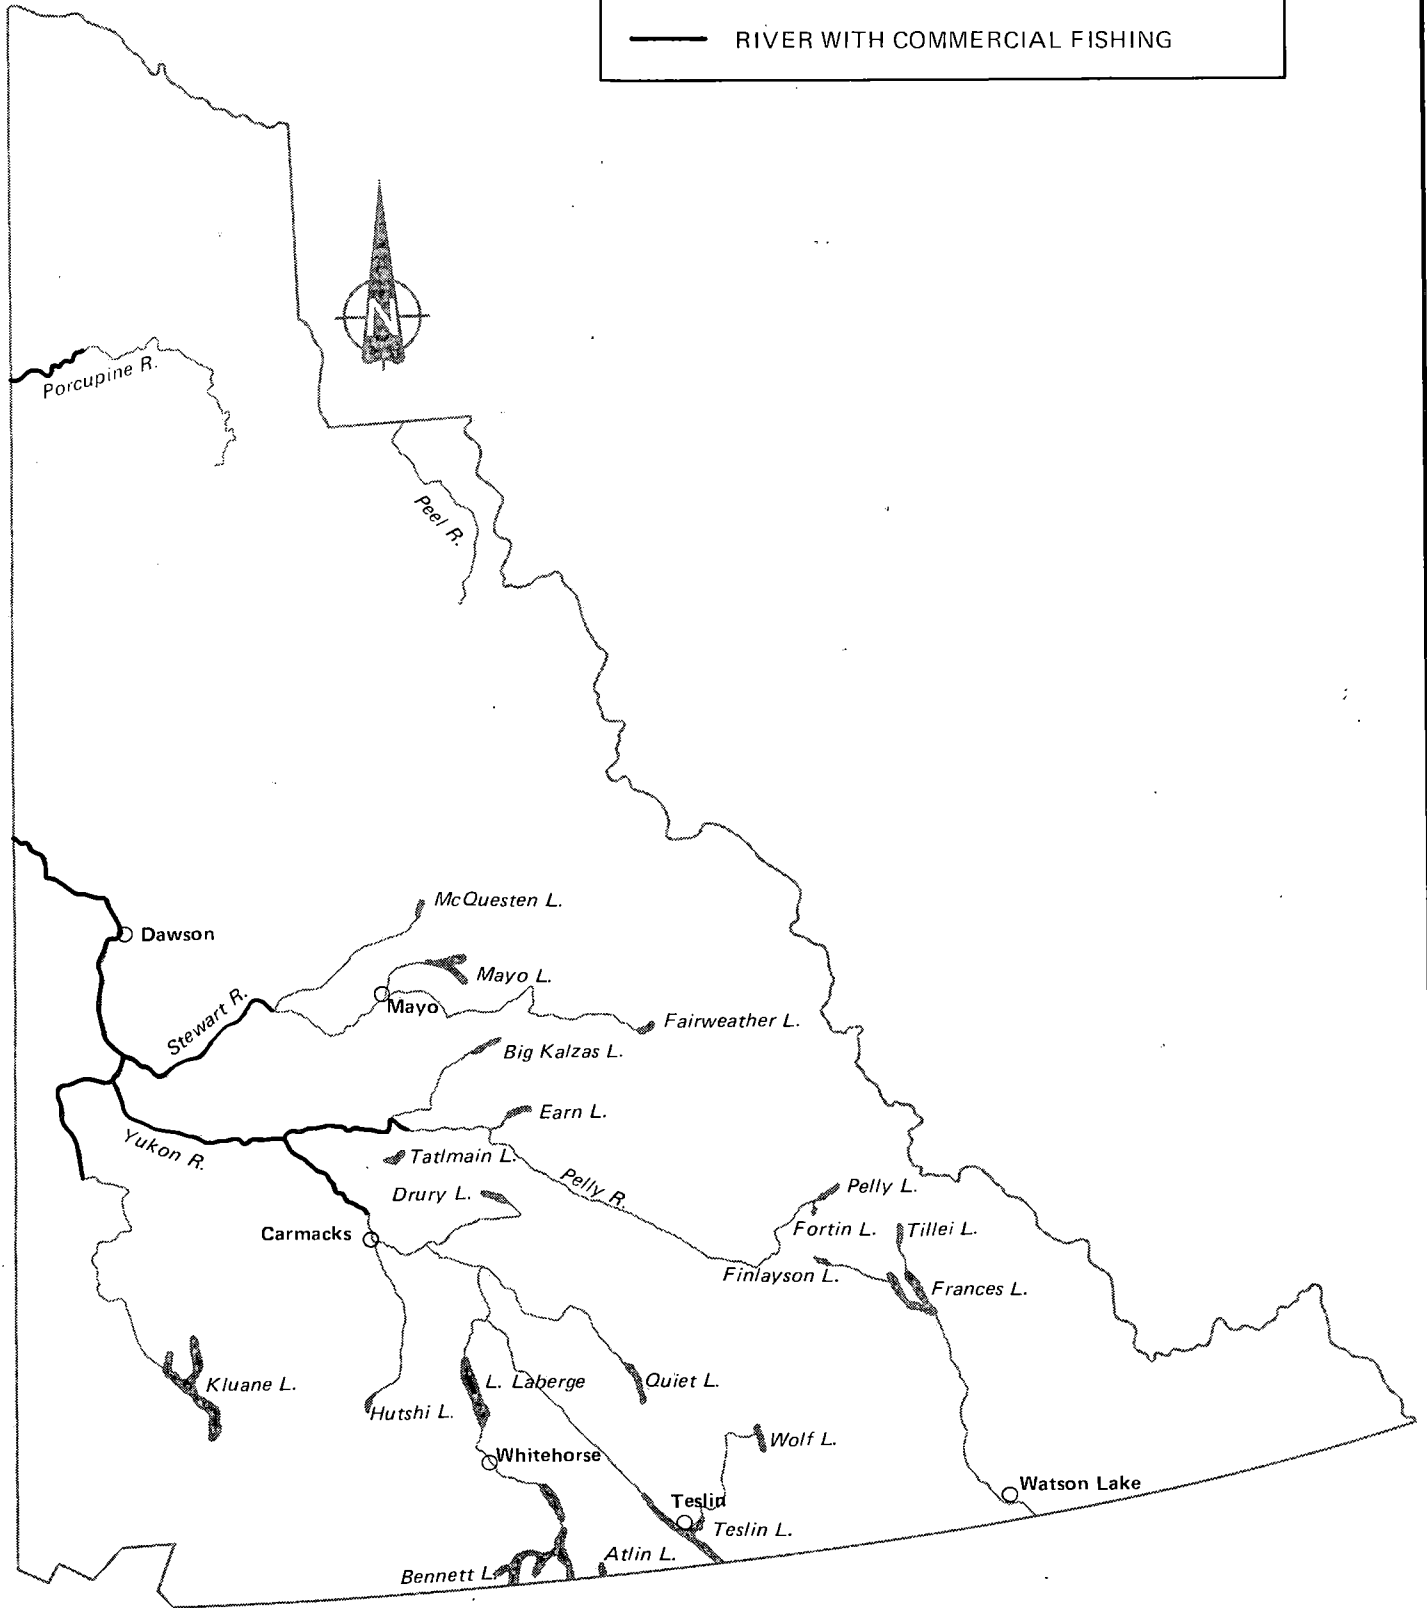 RIVER WITH COMMERCIAL FISHING
N
Porcupine R.
Peel R.
McQuesten L.
Dawson
Mayo L.
Stewart R.
Mayo
Fairweather L.
Big Kalzas L.
Earn L.
Yukon R.
Tatlmain L.
Pelly R.
Drury L.
Pelly L.
Carmacks
Fortin L.
Tillei L.
Finlayson L.
Frances L.
Kluane L.
L. Laberge
Quiet L.
Hutshi L.
Wolf L.
Whitehorse
Watson Lake
Teslin
Teslin L.
Atlin L.
Bennett L.